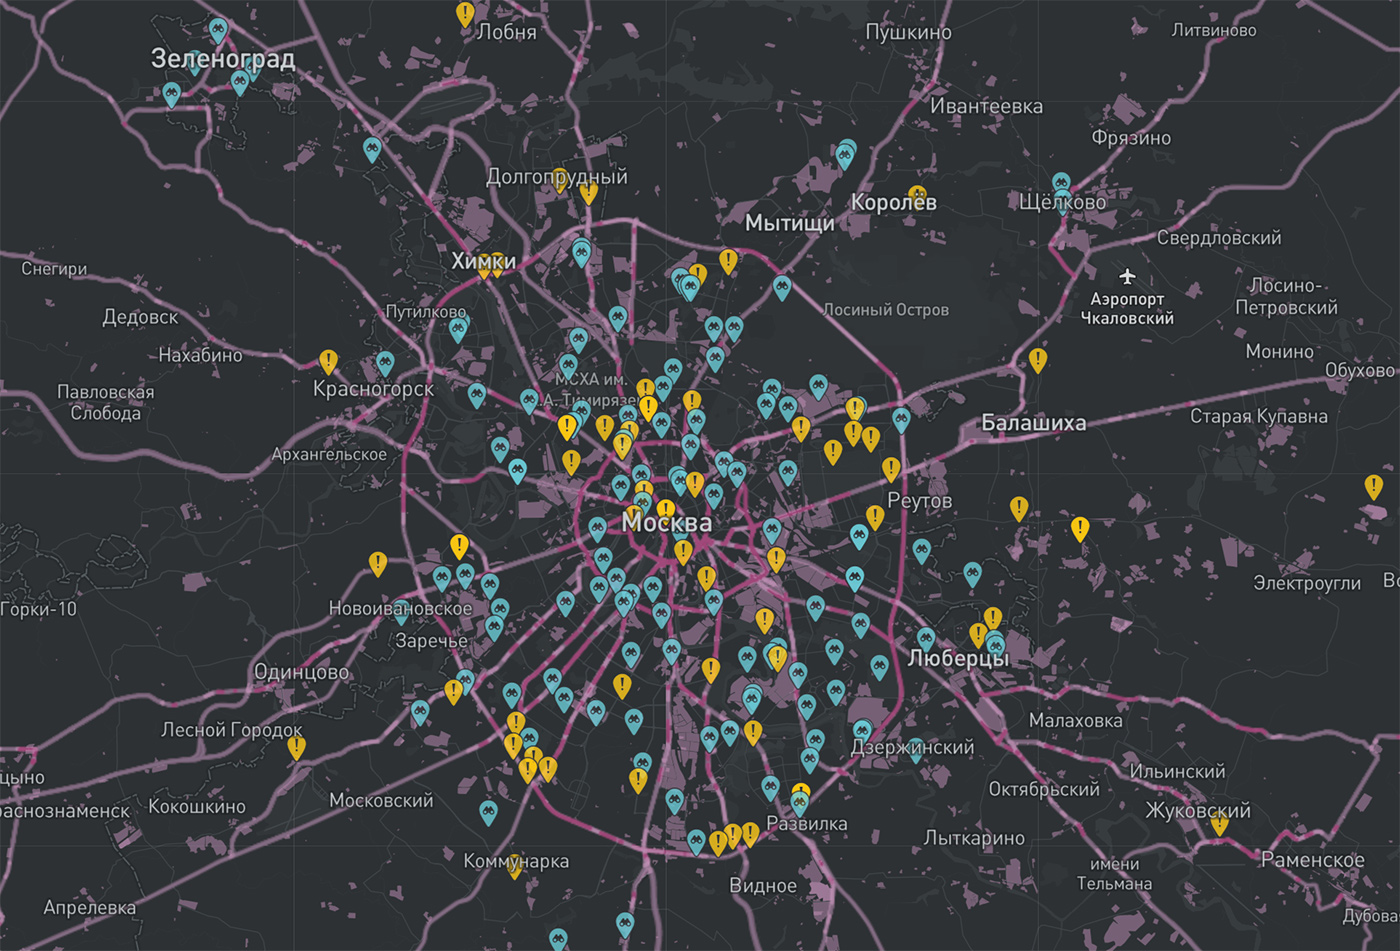 Лобня
Пушкино
Литвиново
Зеленоград
Ивантеевка
Фрязино
Долгопрудный
Королёв
Щёлково
Мытищи
Свердловский
Снегири
Химки
Аэропорт
Чкаловский
Лосино-
Петровский
Путилково
Лосиный Остров
Дедовск
Нахабино
Монино
Обухово
Красногорск
МСХА им.
Павловская
Слобода
Старая Купавна
Балашиха
Архангельское
Реутов
Москва
Электроугли
Горки-10
Новоивановское
Заречье
Люберцы
Одинцово
Малаховка
Лесной Городок
Дзержинский
цыно
Ильинский
Октябрьский
Московский
Кокошкино
раснознаменск
Жуковский
Развилка
Лыткарино
Коммунарка
Раменское
имени
Тельмана
Видное
Апрелевка
Дубова